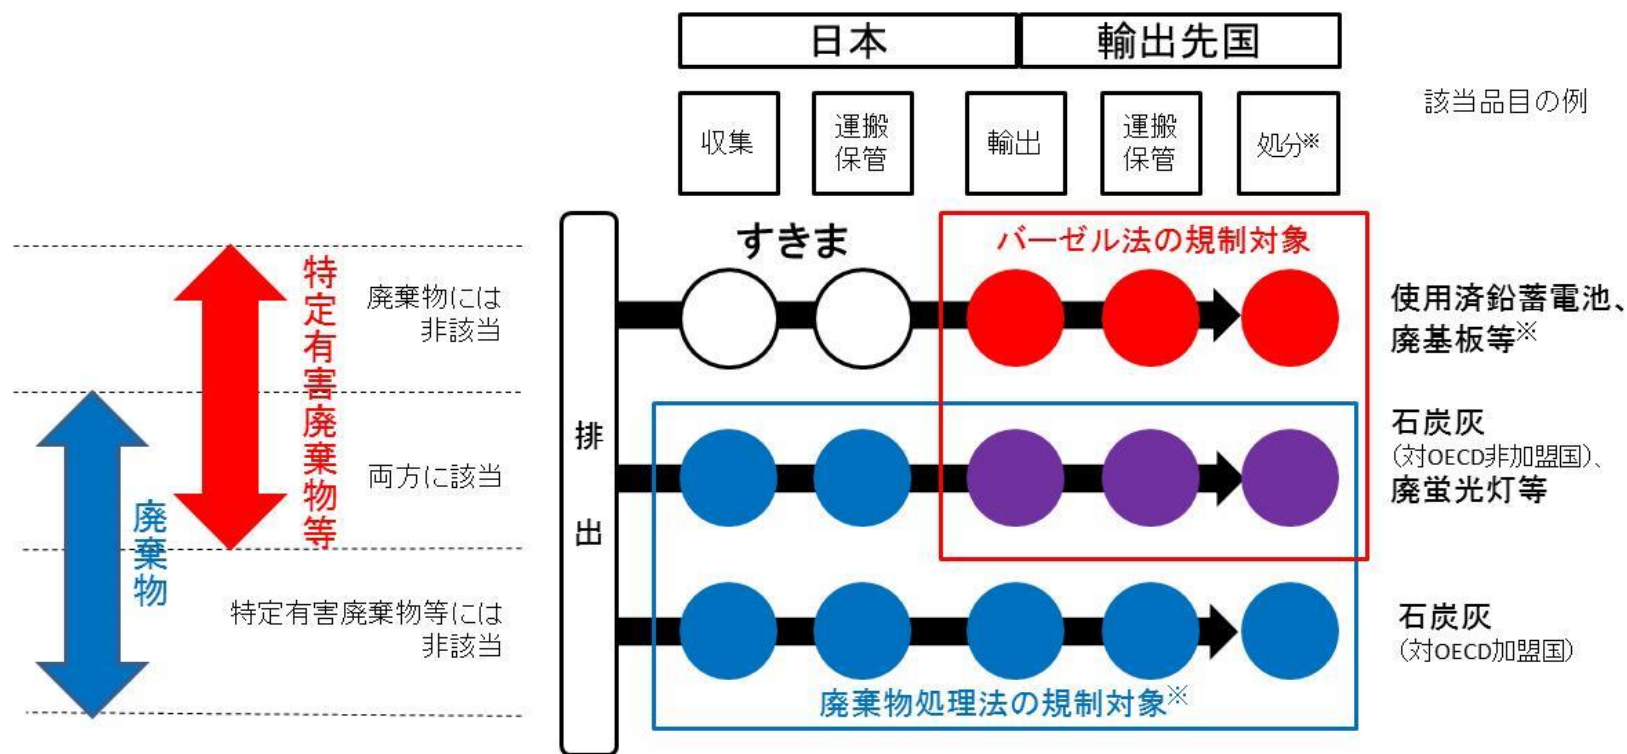 日本
輸出先国
収集
運搬
保管
輸出
運搬
保管
処分※
該当品目の例
すきま
バーゼル法の規制対象
特定有害廃棄物等
廃棄物には
非該当
使用済鉛蓄電池、
廃基板等※
排出
廃棄物
両方に該当
石炭灰
(対OECD非加盟国)、
廃蛍光灯等
特定有害廃棄物等には
非該当
石炭灰
(対OECD加盟国)
廃棄物処理法の規制対象※